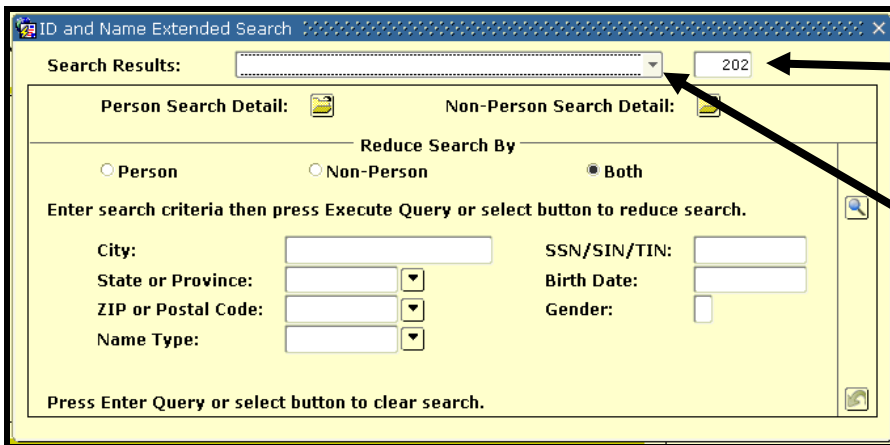 ID and Name Extended Search
Search Results: 202
Person Search Detail: Non-Person Search Detail:
Reduce Search By
Person Non-Person Both
Enter search criteria then press Execute Query or select button to reduce search.
City: SSN/SIN/TIN:
State or Province: Birth Date:
ZIP or Postal Code: Gender:
Name Type:
Press Enter Query or select button to clear search.